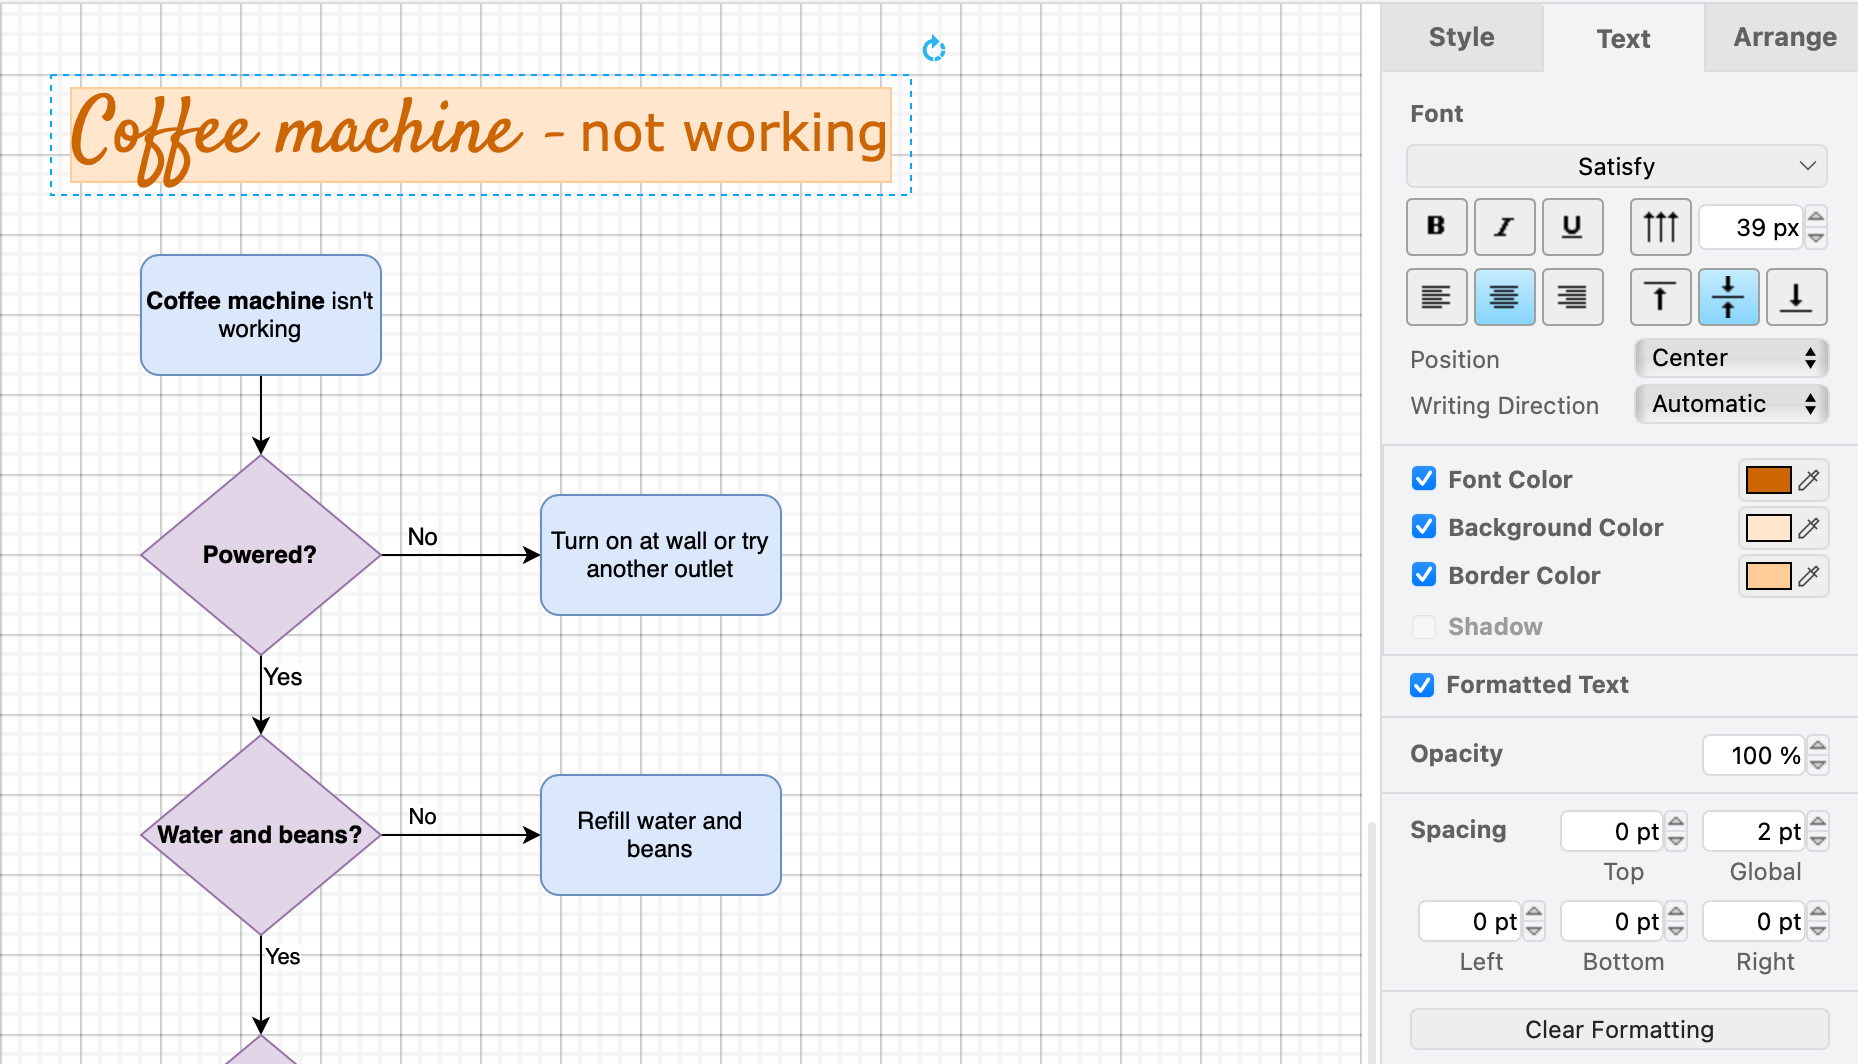 Coffee machine - not working
Coffee machine isn't
working
Powered?
No
Turn on at wall or try
another outlet
Yes
Water and beans?
No
Refill water and
beans
Yes
Style
Text
Arrange
Font
Satisfy
B
I
U
39 px
Position
Center
Writing Direction
Automatic
Font Color
Background Color
Border Color
Shadow
Formatted Text
Opacity
100 %
Spacing
0 pt
2 pt
Top
Global
0 pt
0 pt
0 pt
Left
Bottom
Right
Clear Formatting